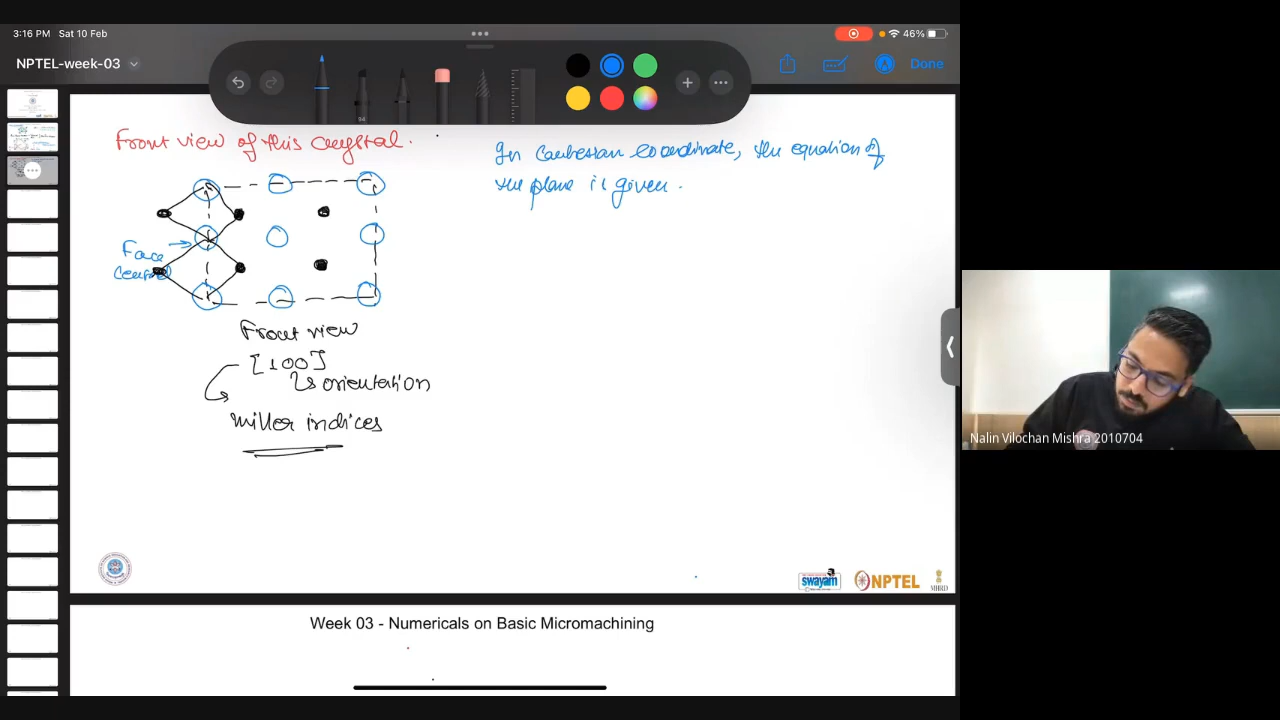 3:16 PM Sat 10 Feb
46%
NPTEL-week-03
Done
Front view of this crystal.
In cartesian coordinate, the equation of
the plane is given.
Face
centred
Front view
[100]
↳ orientation
miller indices
Nalin Vilochan Mishra 2010704
swayam
NPTEL
MHRD
Week 03 - Numericals on Basic Micromachining